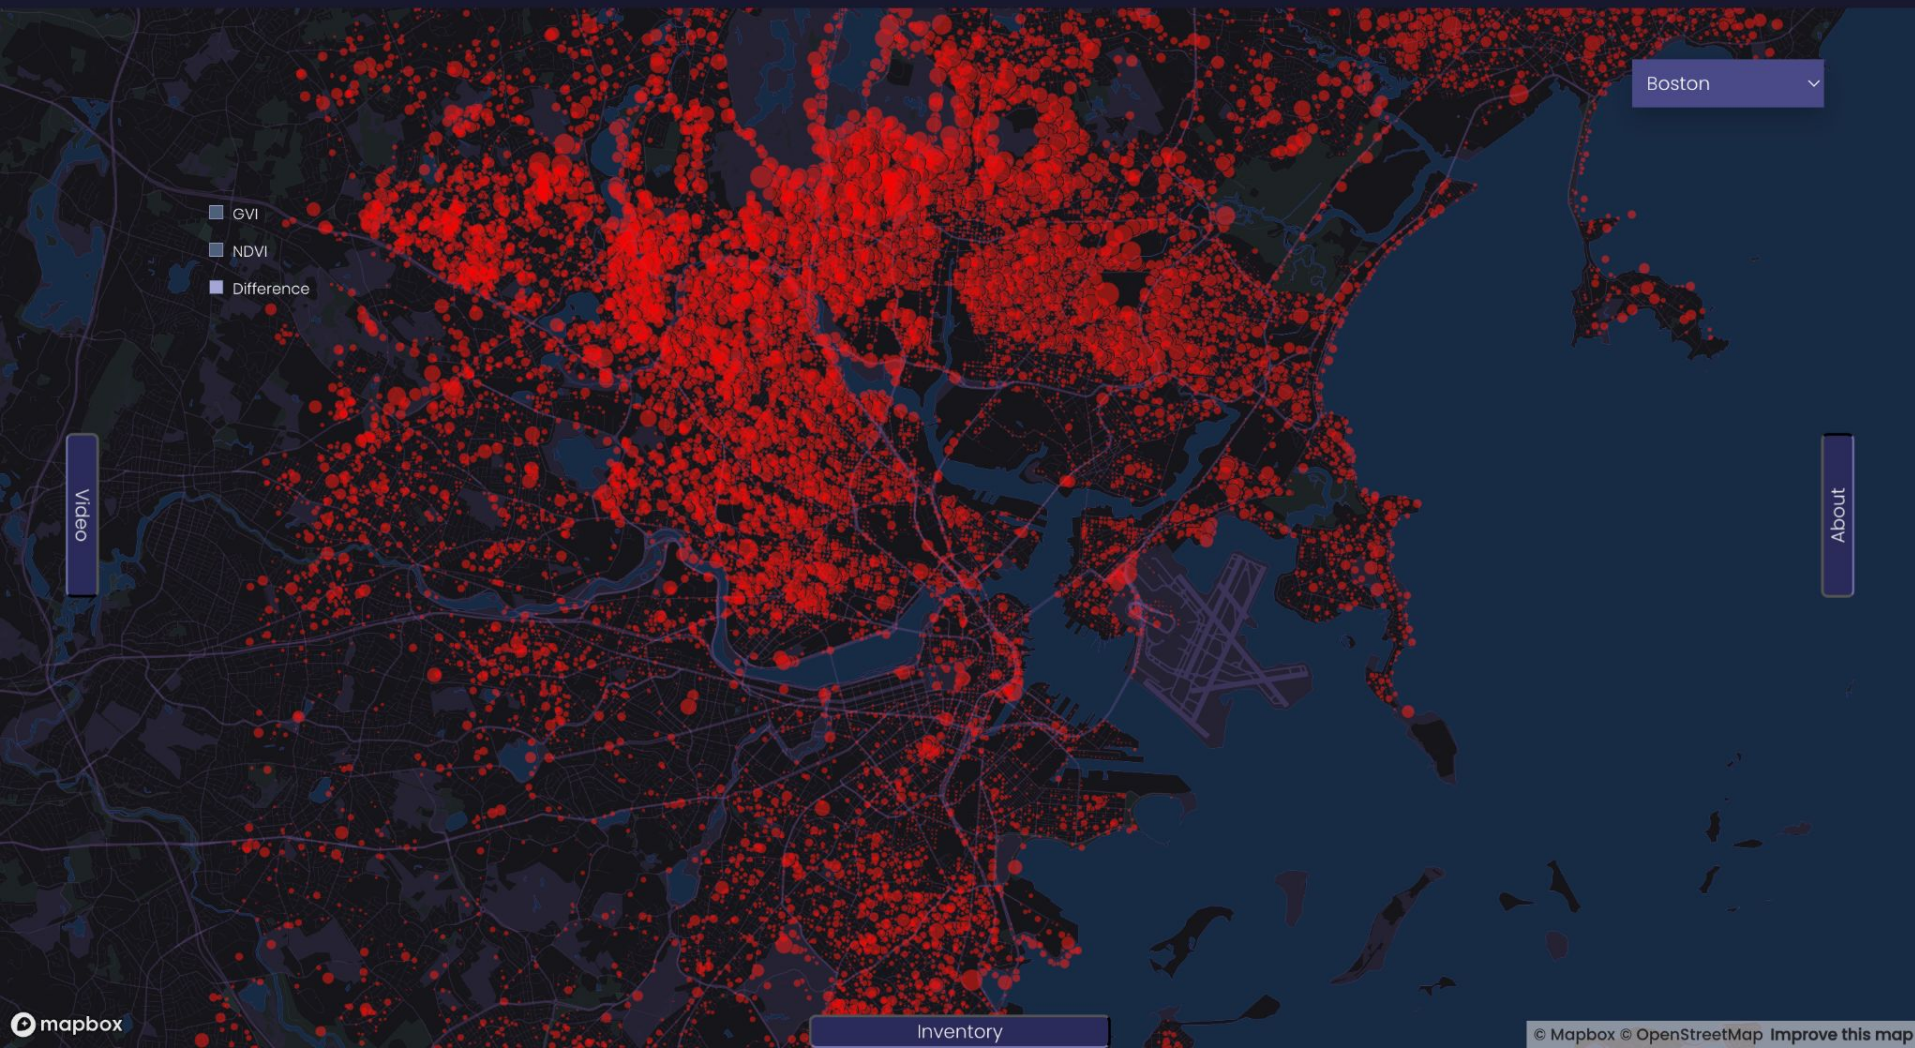 Boston
GVI
NDVI
Difference
Video
About
Inventory
mapbox
© Mapbox © OpenStreetMap Improve this map